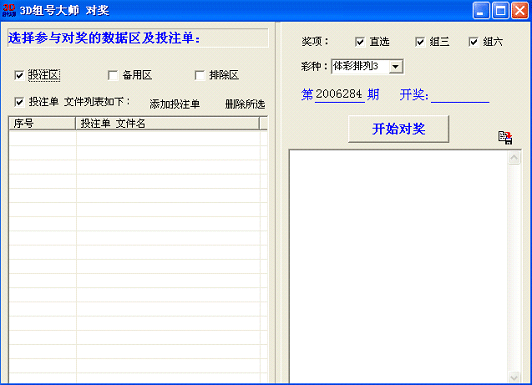 3D组号大师 对奖
选择参与对奖的数据区及投注单:
投注区 备用区 排除区
投注单 文件列表如下: 添加投注单 删除所选
序号 投注单 文件名
奖项: 直选 组三 组六
彩种: 体彩排列3
第 2006284 期 开奖:
开始对奖